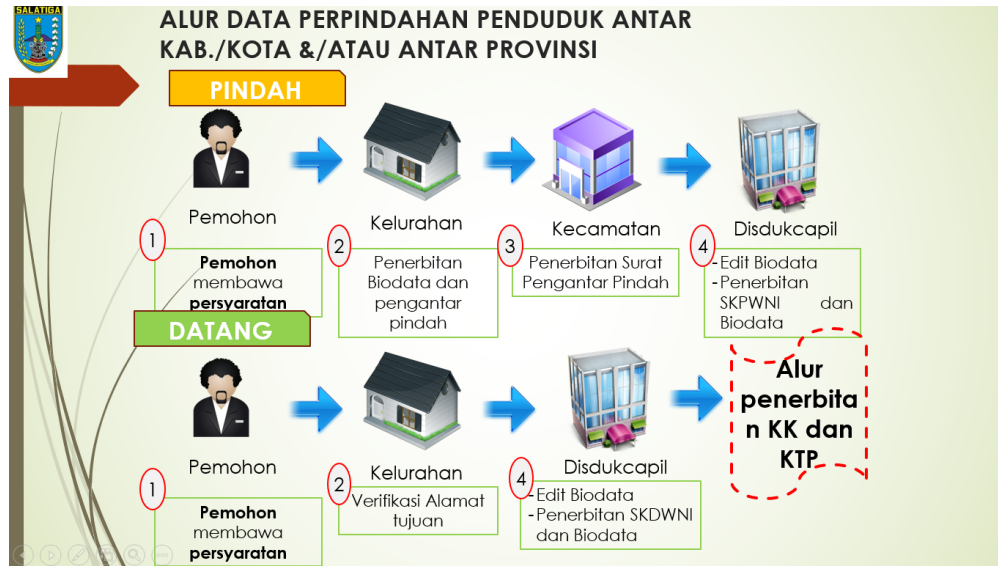 SALATIGA
ALUR DATA PERPINDAHAN PENDUDUK ANTAR
KAB./KOTA &/ATAU ANTAR PROVINSI
PINDAH
Pemohon
Kelurahan
Kecamatan
Disdukcapil
1
Pemohon
membawa
persyaratan
2
Penerbitan
Biodata dan
pengantar
pindah
3
Penerbitan Surat
Pengantar Pindah
4
-Edit Biodata
-Penerbitan
SKPWNI dan
Biodata
DATANG
Pemohon
Kelurahan
Disdukcapil
Alur
penerbita
n KK dan
KTP
1
Pemohon
membawa
persyaratan
2
Verifikasi Alamat
tujuan
4
-Edit Biodata
-Penerbitan SKDWNI
dan Biodata